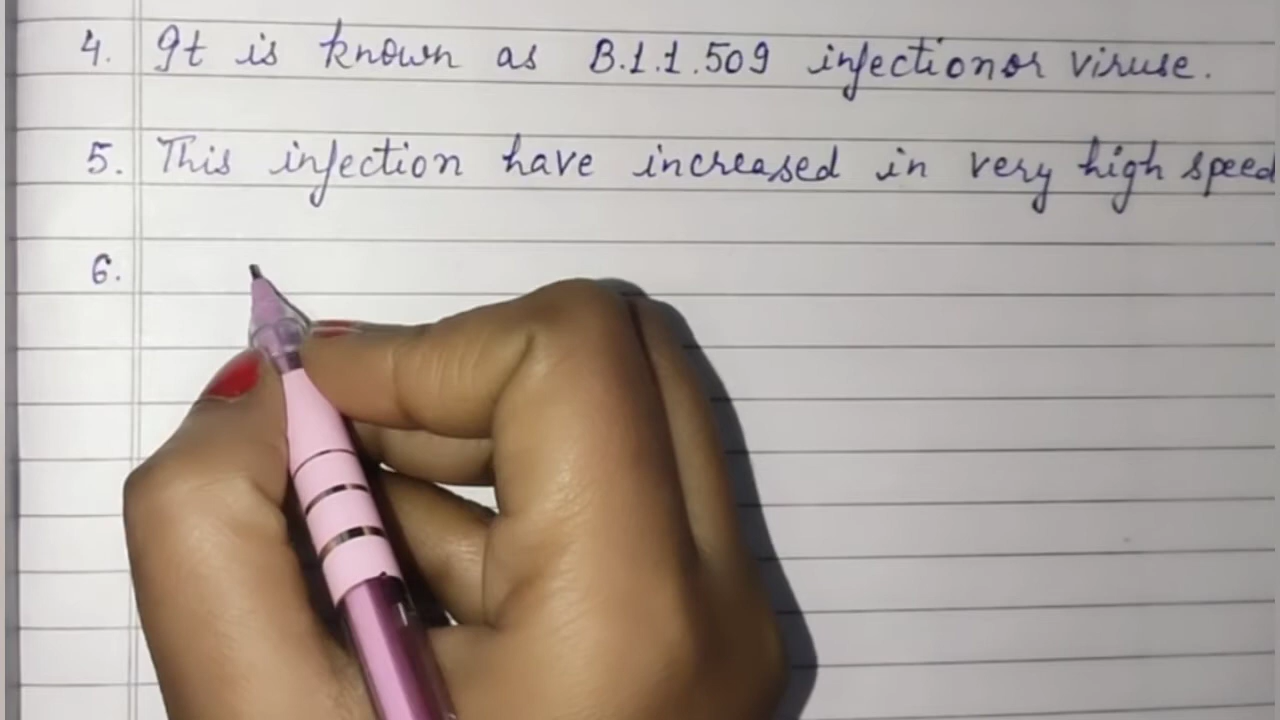 4. It is known as B.1.1.509 infectionor viruse.
5. This infection have increased in very high speed
6.